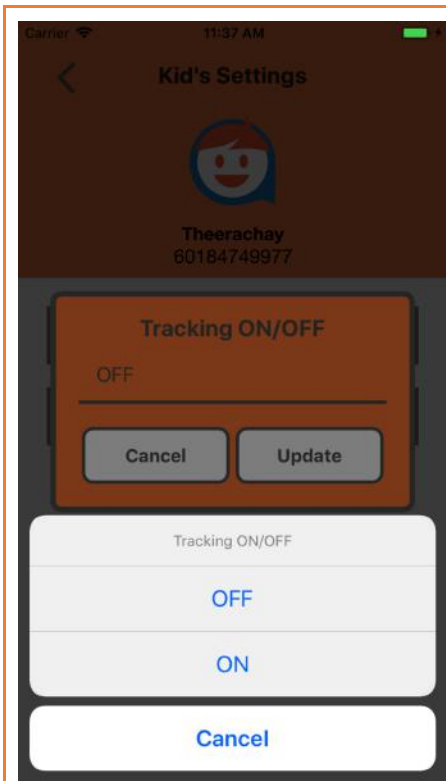 Carrier 11:37 AM
Kid's Settings
Theerachay
60184749977
Tracking ON/OFF
OFF
Cancel Update
Tracking ON/OFF
OFF
ON
Cancel